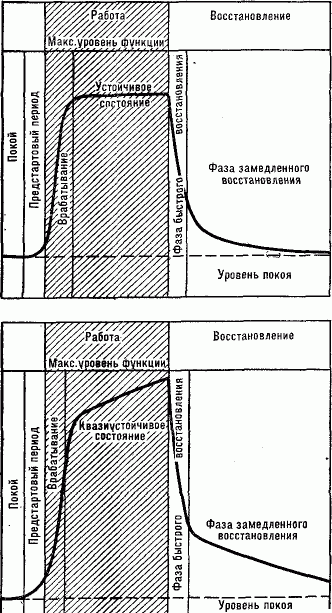 Работа
Восстановление
Макс. уровень функции
Покой
Предстартовый период
Врабатывание
Устойчивое
состояние
Фаза быстрого восстановления
Фаза замедленного
восстановления
Уровень покоя
Работа
Восстановление
Макс. уровень функции
Покой
Предстартовый период
Врабатывание
Квазиустойчивое
состояние
Фаза быстрого восстановления
Фаза замедленного
восстановления
Уровень покоя